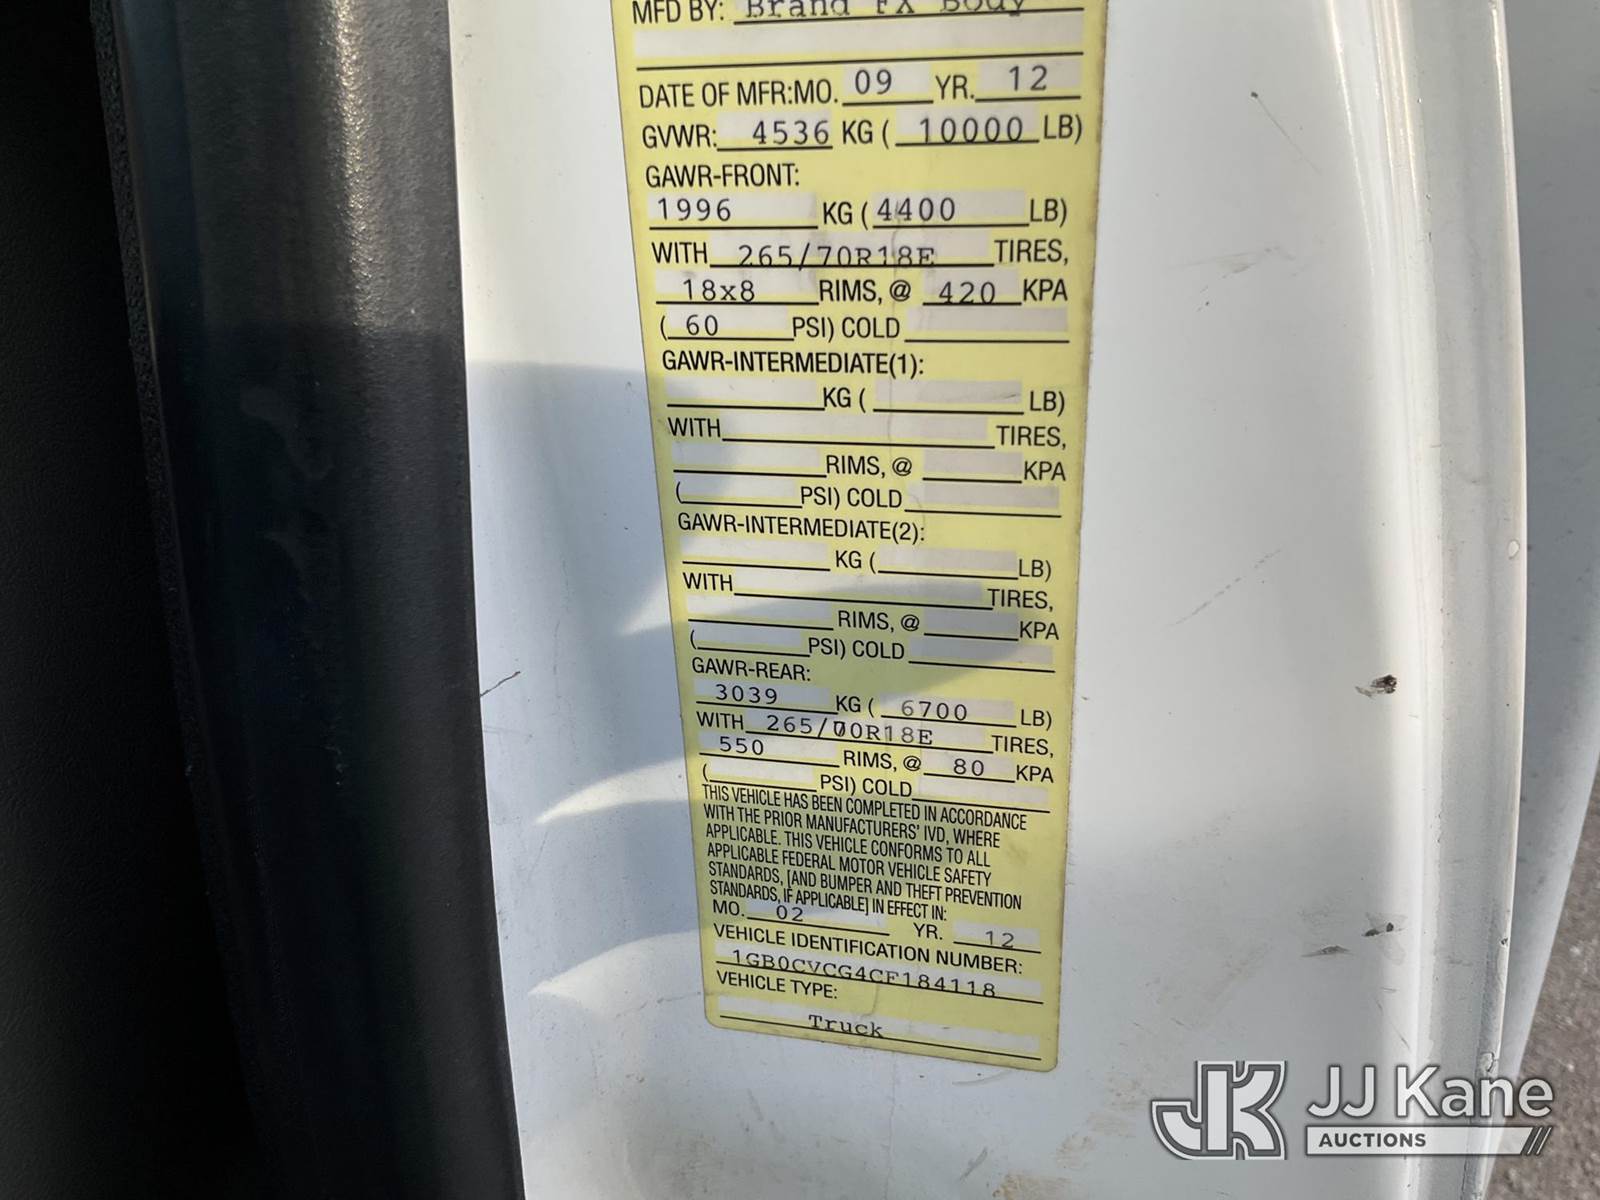 MFD BY: Brand FX Body
DATE OF MFR:MO. 09 YR. 12
GVWR: 4536 KG ( 10000 LB)
GAWR-FRONT:
1996 KG ( 4400 LB)
WITH 265/70R18E TIRES,
18x8 RIMS, @ 420 KPA
( 60 PSI) COLD
GAWR-INTERMEDIATE(1):
KG ( LB)
WITH TIRES,
RIMS, @ KPA
( PSI) COLD
GAWR-INTERMEDIATE(2):
KG ( LB)
WITH TIRES,
RIMS, @ KPA
( PSI) COLD
GAWR-REAR:
3039 KG ( 6700 LB)
WITH 265/70R18E TIRES,
550 RIMS, @ 80 KPA
( PSI) COLD
THIS VEHICLE HAS BEEN COMPLETED IN ACCORDANCE
WITH THE PRIOR MANUFACTURERS' IVD, WHERE
APPLICABLE. THIS VEHICLE CONFORMS TO ALL
APPLICABLE FEDERAL MOTOR VEHICLE SAFETY
STANDARDS, [AND BUMPER AND THEFT PREVENTION
STANDARDS, IF APPLICABLE] IN EFFECT IN:
MO. 02 YR. 12
VEHICLE IDENTIFICATION NUMBER:
1GB0CVCG4CF184118
VEHICLE TYPE:
Truck
JK JJ Kane
AUCTIONS